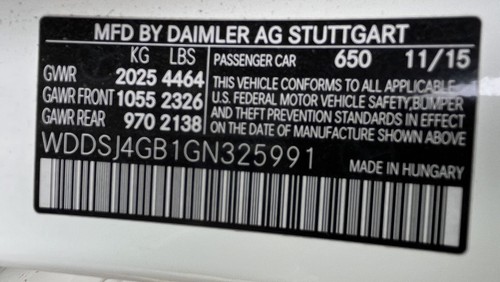 MFD BY DAIMLER AG STUTTGART
KG LBS
GVWR 2025 4464
GAWR FRONT 1055 2326
GAWR REAR 970 2138
PASSENGER CAR 650 11/15
THIS VEHICLE CONFORMS TO ALL APPLICABLE
U.S. FEDERAL MOTOR VEHICLE SAFETY, BUMPER
AND THEFT PREVENTION STANDARDS IN EFFECT
ON THE DATE OF MANUFACTURE SHOWN ABOVE
WDDSJ4GB1GN325991
MADE IN HUNGARY